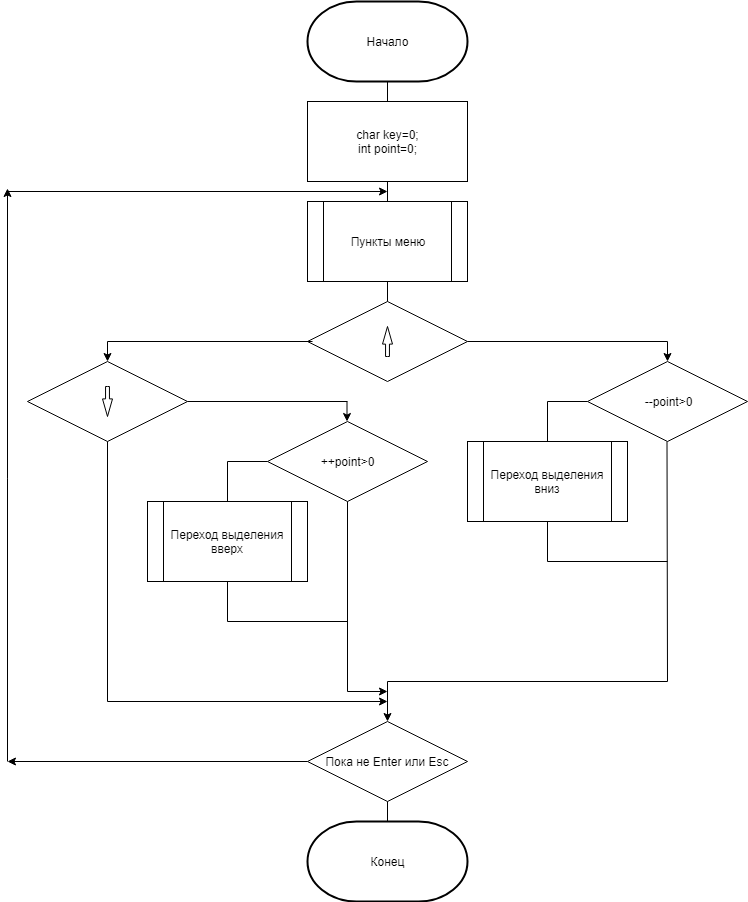 Начало
char key=0;
int point=0;
Пункты меню
--point>0
++point>0
Переход выделения
вниз
Переход выделения
вверх
Пока не Enter или Esc
Конец